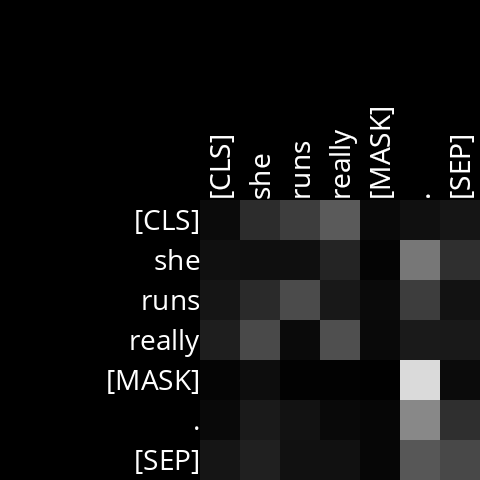 [CLS] she runs really [MASK] . [SEP]
[CLS]
she
runs
really
[MASK]
.
[SEP]